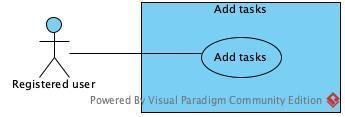 Add tasks
Add tasks
Registered user
Powered By Visual Paradigm Community Edition